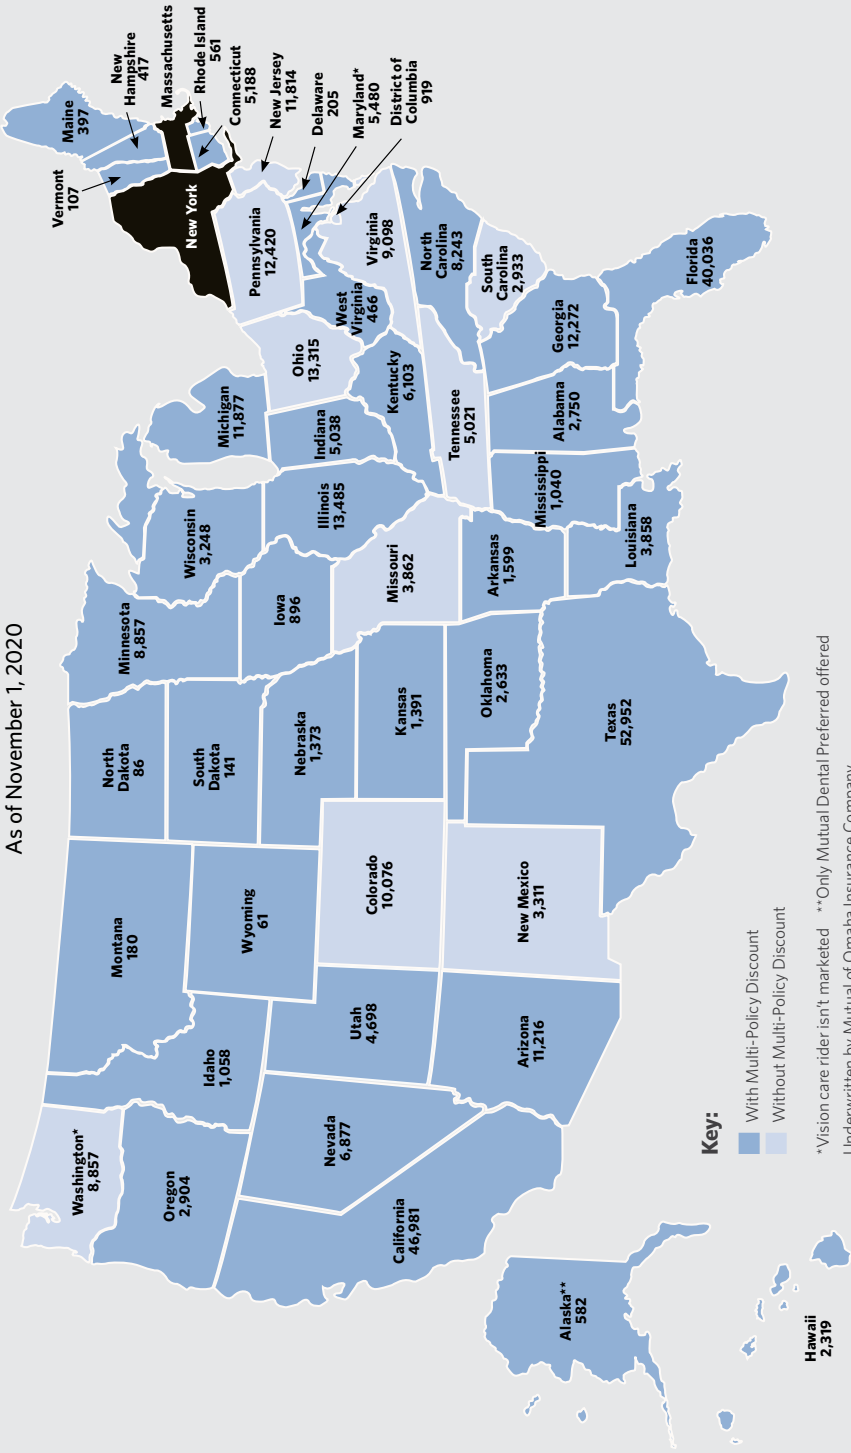 As of November 1, 2020
Washington*
8,857
Oregon
2,904
California
46,981
Nevada
6,877
Idaho
1,058
Montana
180
Wyoming
61
Utah
4,698
Arizona
11,216
Colorado
10,076
New Mexico
3,311
North
Dakota
86
South
Dakota
141
Nebraska
1,373
Kansas
1,391
Oklahoma
2,633
Texas
52,952
Minnesota
8,857
Iowa
896
Missouri
3,862
Arkansas
1,599
Louisiana
3,858
Wisconsin
3,248
Illinois
13,485
Michigan
11,877
Indiana
5,038
Ohio
13,315
Kentucky
6,103
Tennessee
5,021
Mississippi
1,040
Alabama
2,750
Georgia
12,272
Florida
40,036
South
Carolina
2,933
North
Carolina
8,243
Virginia
9,098
West
Virginia
466
Pennsylvania
12,420
New York
Vermont
107
Maine
397
New
Hampshire
417
Massachusetts
Rhode Island
561
Connecticut
5,188
New Jersey
11,814
Delaware
205
Maryland*
5,480
District of
Columbia
919
Alaska**
582
Hawaii
2,319
Key:
With Multi-Policy Discount
Without Multi-Policy Discount
*Vision care rider isn't marketed **Only Mutual Dental Preferred offered
Underwritten by Mutual of Omaha Insurance Company